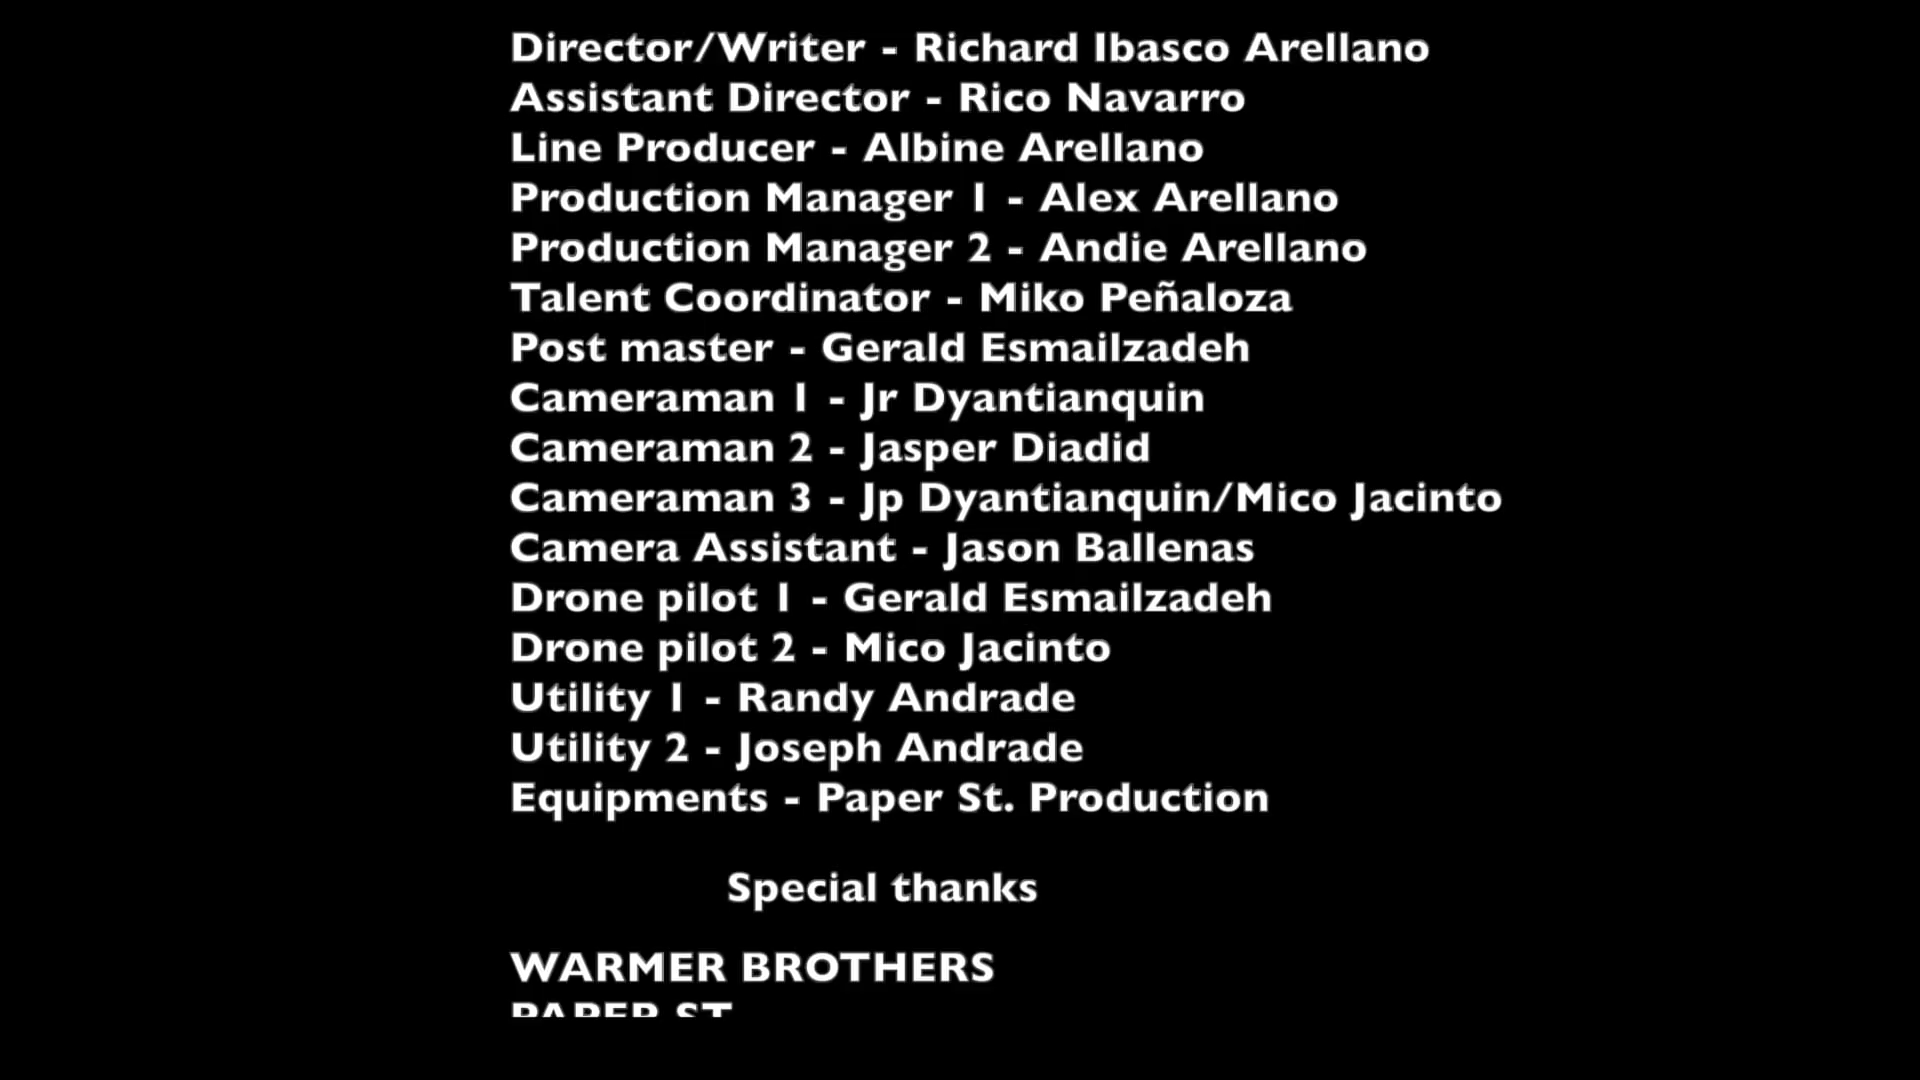 Director/Writer - Richard Ibasco Arellano
Assistant Director - Rico Navarro
Line Producer - Albine Arellano
Production Manager 1 - Alex Arellano
Production Manager 2 - Andie Arellano
Talent Coordinator - Miko Peñaloza
Post master - Gerald Esmailzadeh
Cameraman 1 - Jr Dyantianquin
Cameraman 2 - Jasper Diadid
Cameraman 3 - Jp Dyantianquin/Mico Jacinto
Camera Assistant - Jason Ballenas
Drone pilot 1 - Gerald Esmailzadeh
Drone pilot 2 - Mico Jacinto
Utility 1 - Randy Andrade
Utility 2 - Joseph Andrade
Equipments - Paper St. Production
Special thanks
WARMER BROTHERS
PAPER ST